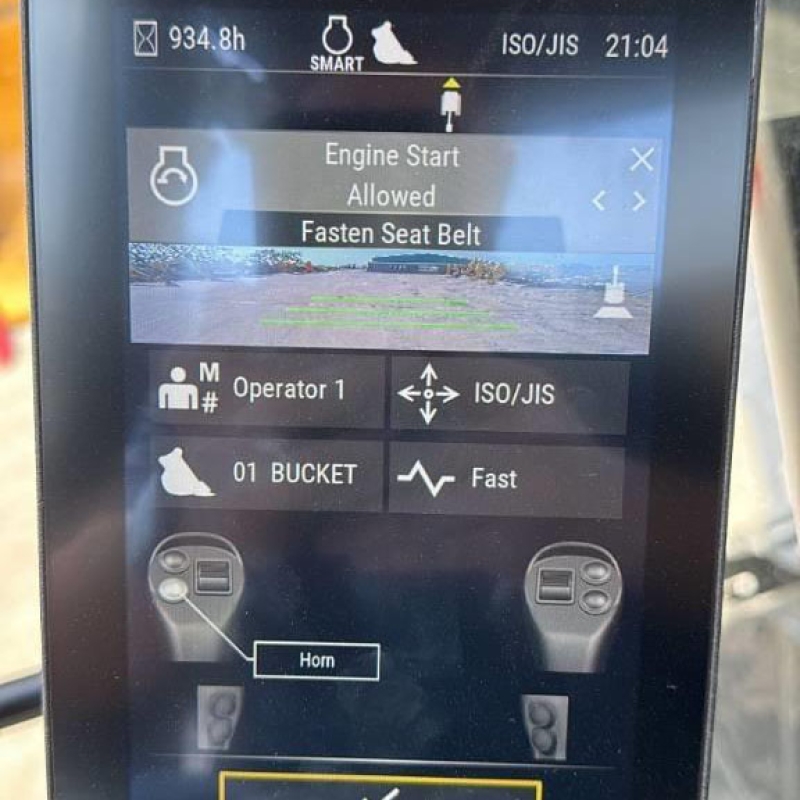 934.8h
SMART
ISO/JIS 21:04
Engine Start
Allowed
Fasten Seat Belt
M
#
Operator 1
ISO/JIS
01 BUCKET
Fast
Horn